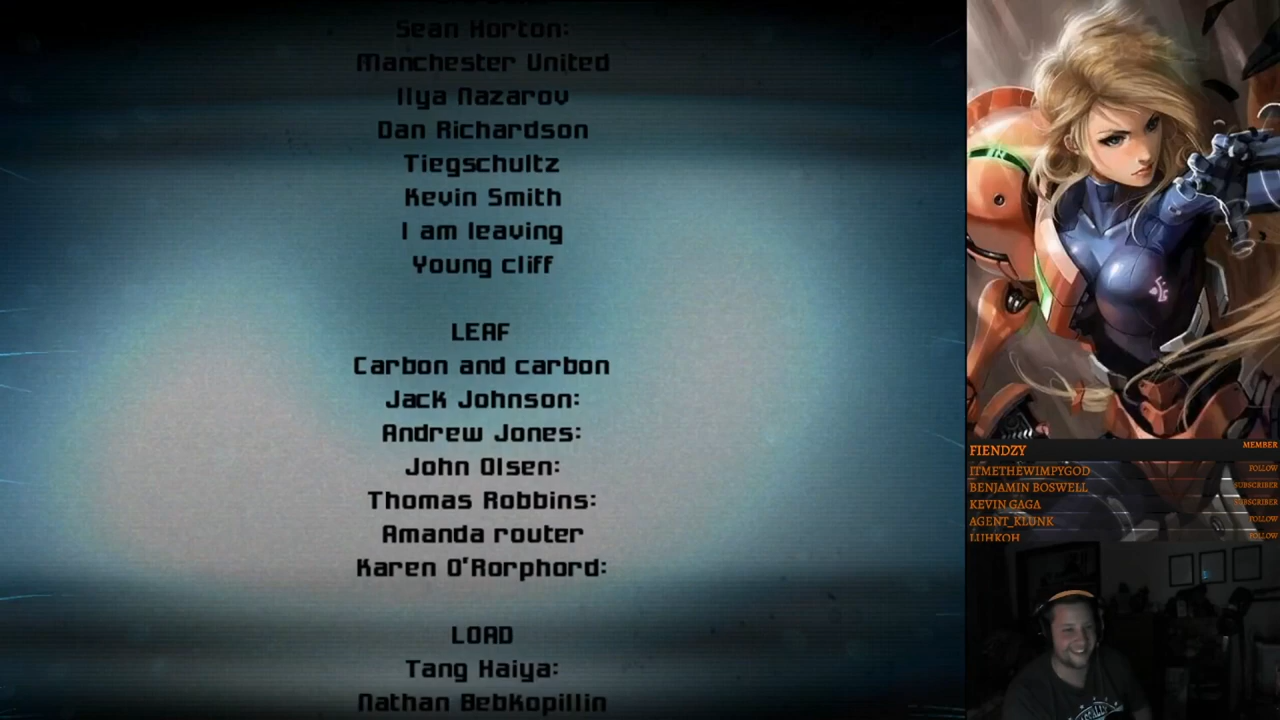 Sean Horton:
Manchester United
Ilya Nazarov
Dan Richardson
Tiegschultz
Kevin Smith
I am leaving
Young cliff
LEAF
Carbon and carbon
Jack Johnson:
Andrew Jones:
John Olsen:
Thomas Robbins:
Amanda router
Karen O'Rorphord:
LOAD
Tang Haiya:
Nathan Bebkopillin
FIENDZY MEMBER
ITMETHEWIMPYGOD FOLLOW
BENJAMIN BOSWELL SUBSCRIBER
KEVIN GAGA SUBSCRIBER
AGENT_KLUNK FOLLOW
LUHKOH FOLLOW